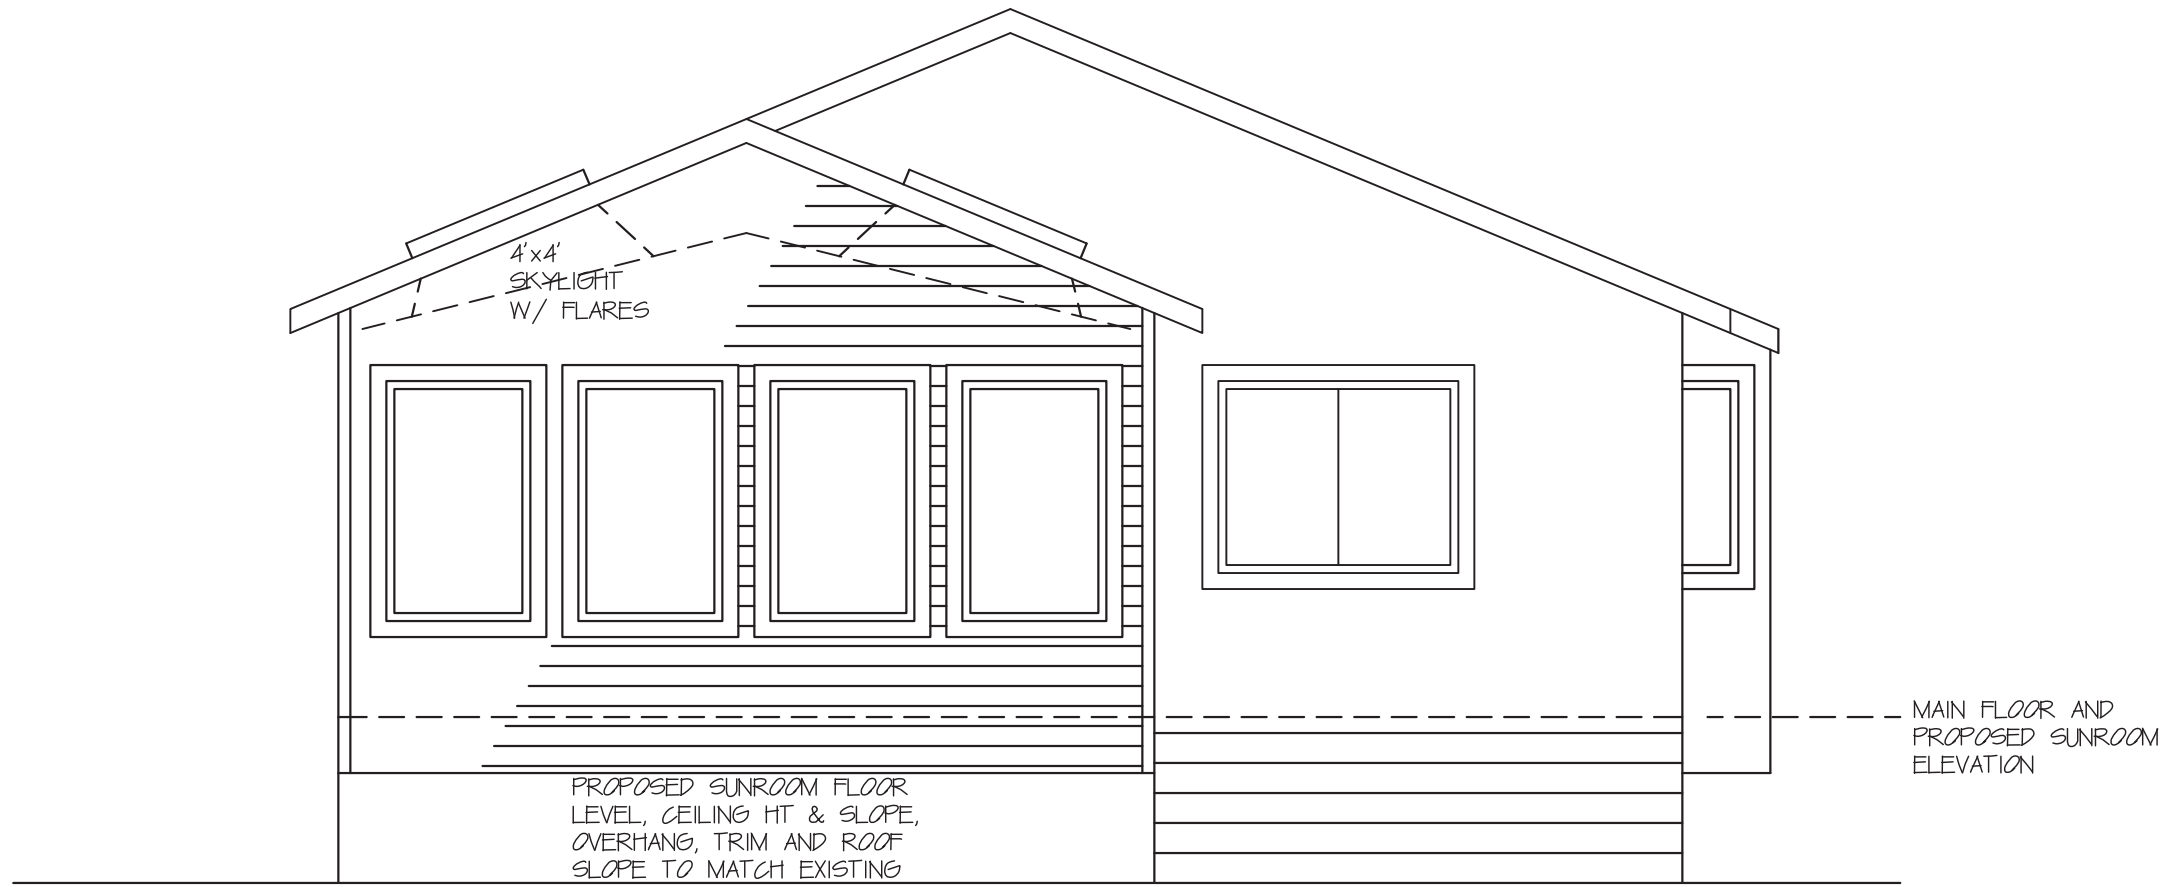 4'x4'
SKYLIGHT
W/ FLARES
MAIN FLOOR AND
PROPOSED SUNROOM
ELEVATION
PROPOSED SUNROOM FLOOR
LEVEL, CEILING HT & SLOPE,
OVERHANG, TRIM AND ROOF
SLOPE TO MATCH EXISTING